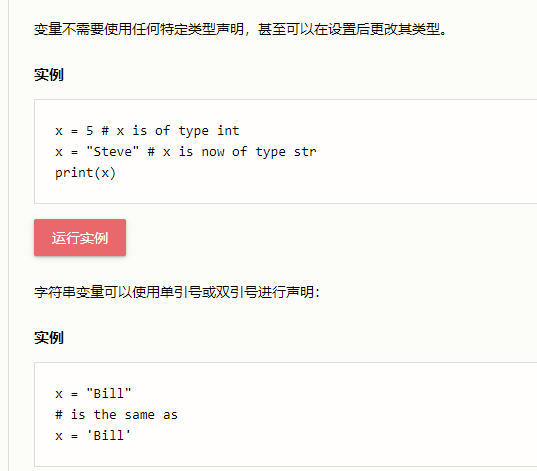 变量不需要使用任何特定类型声明，甚至可以在设置后更改其类型。
实例
x = 5 # x is of type int
x = "Steve" # x is now of type str
print(x)
运行实例
字符串变量可以使用单引号或双引号进行声明：
实例
x = "Bill"
# is the same as
x = 'Bill'